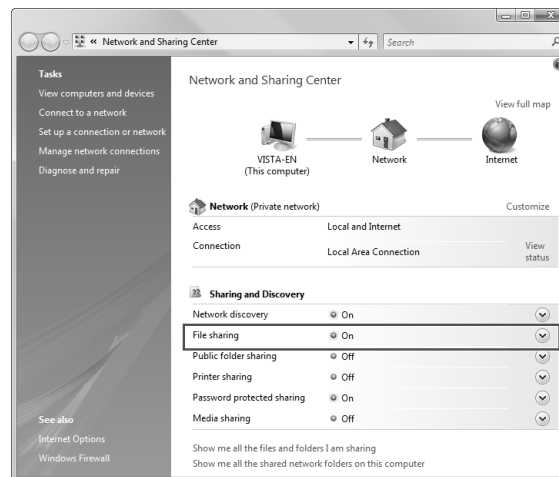 « Network and Sharing Center
Search
Tasks
View computers and devices
Connect to a network
Set up a connection or network
Manage network connections
Diagnose and repair
See also
Internet Options
Windows Firewall
Network and Sharing Center
View full map
VISTA-EN
(This computer)
Network
Internet
Network (Private network)
Customize
Access Local and Internet
Connection Local Area Connection View
status
Sharing and Discovery
Network discovery On
File sharing On
Public folder sharing Off
Printer sharing Off
Password protected sharing On
Media sharing Off
Show me all the files and folders I am sharing
Show me all the shared network folders on this computer